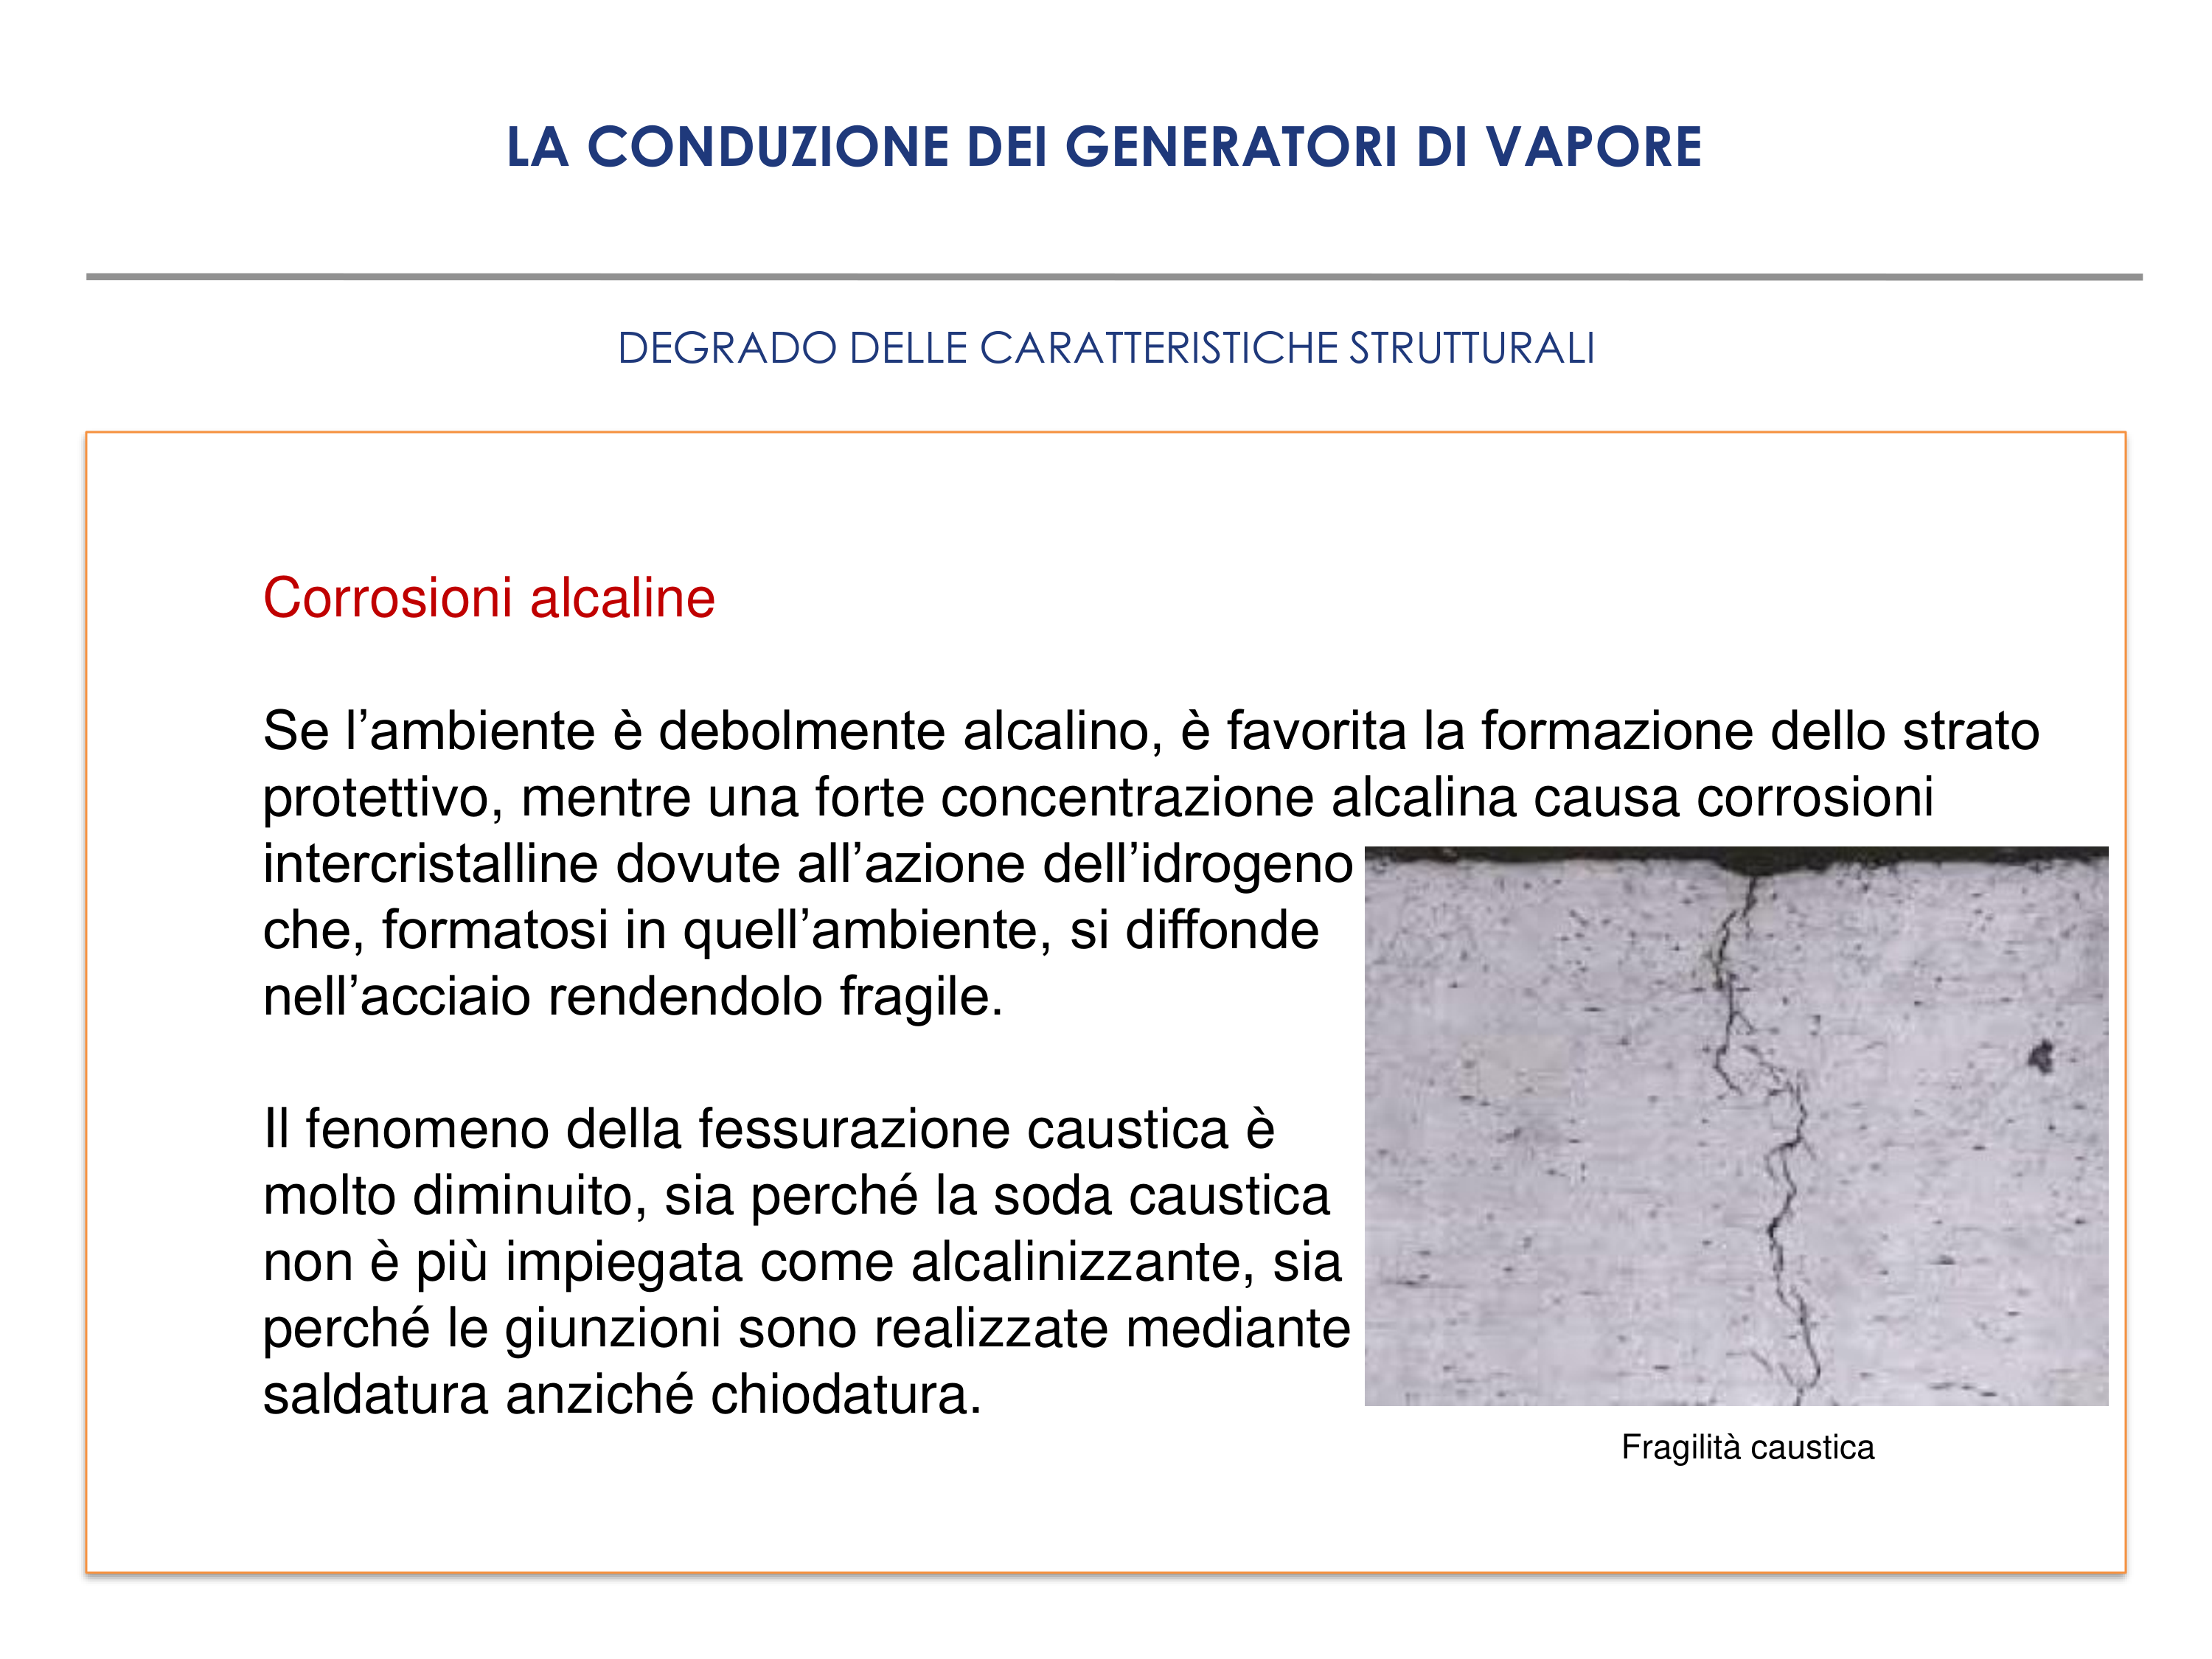 LA CONDUZIONE DEI GENERATORI DI VAPORE
DEGRADO DELLE CARATTERISTICHE STRUTTURALI
Corrosioni alcaline
Se l’ambiente è debolmente alcalino, è favorita la formazione dello strato
protettivo, mentre una forte concentrazione alcalina causa corrosioni
intercristalline dovute all’azione dell’idrogeno
che, formatosi in quell’ambiente, si diffonde
nell’acciaio rendendolo fragile.
Il fenomeno della fessurazione caustica è
molto diminuito, sia perché la soda caustica
non è più impiegata come alcalinizzante, sia
perché le giunzioni sono realizzate mediante
saldatura anziché chiodatura.
Fragilità caustica